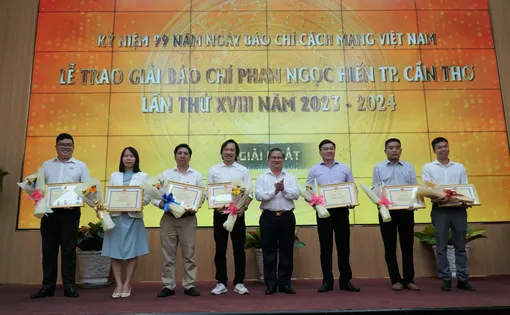 KỶ NIỆM 99 NĂM NGÀY BÁO CHÍ CÁCH MẠNG VIỆT NAM
LỄ TRAO GIẢI BÁO CHÍ PHAN NGỌC HIỂN TP. CẦN THƠ
LẦN THỨ XVIII NĂM 2023 - 2024
GIẢI NHẤT